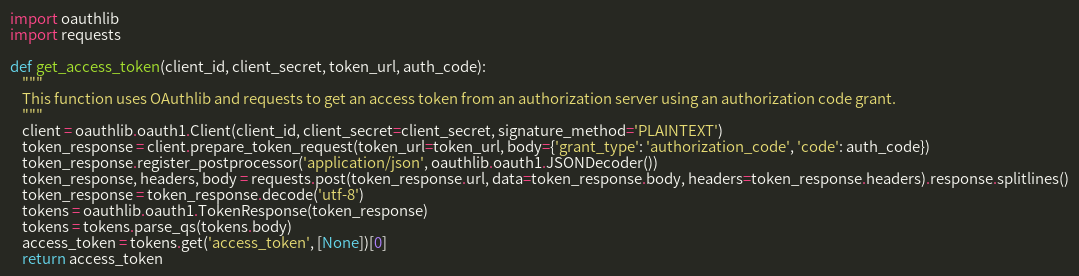 import oauthlib
import requests
def get_access_token(client_id, client_secret, token_url, auth_code):
"""
This function uses OAuthlib and requests to get an access token from an authorization server using an authorization code grant.
"""
client = oauthlib.oauth1.Client(client_id, client_secret=client_secret, signature_method='PLAINTEXT')
token_response = client.prepare_token_request(token_url=token_url, body={'grant_type': 'authorization_code', 'code': auth_code})
token_response.register_postprocessor('application/json', oauthlib.oauth1.JSONDecoder())
token_response, headers, body = requests.post(token_response.url, data=token_response.body, headers=token_response.headers).response.splitlines()
token_response = token_response.decode('utf-8')
tokens = oauthlib.oauth1.TokenResponse(token_response)
tokens = tokens.parse_qs(tokens.body)
access_token = tokens.get('access_token', [None])[0]
return access_token